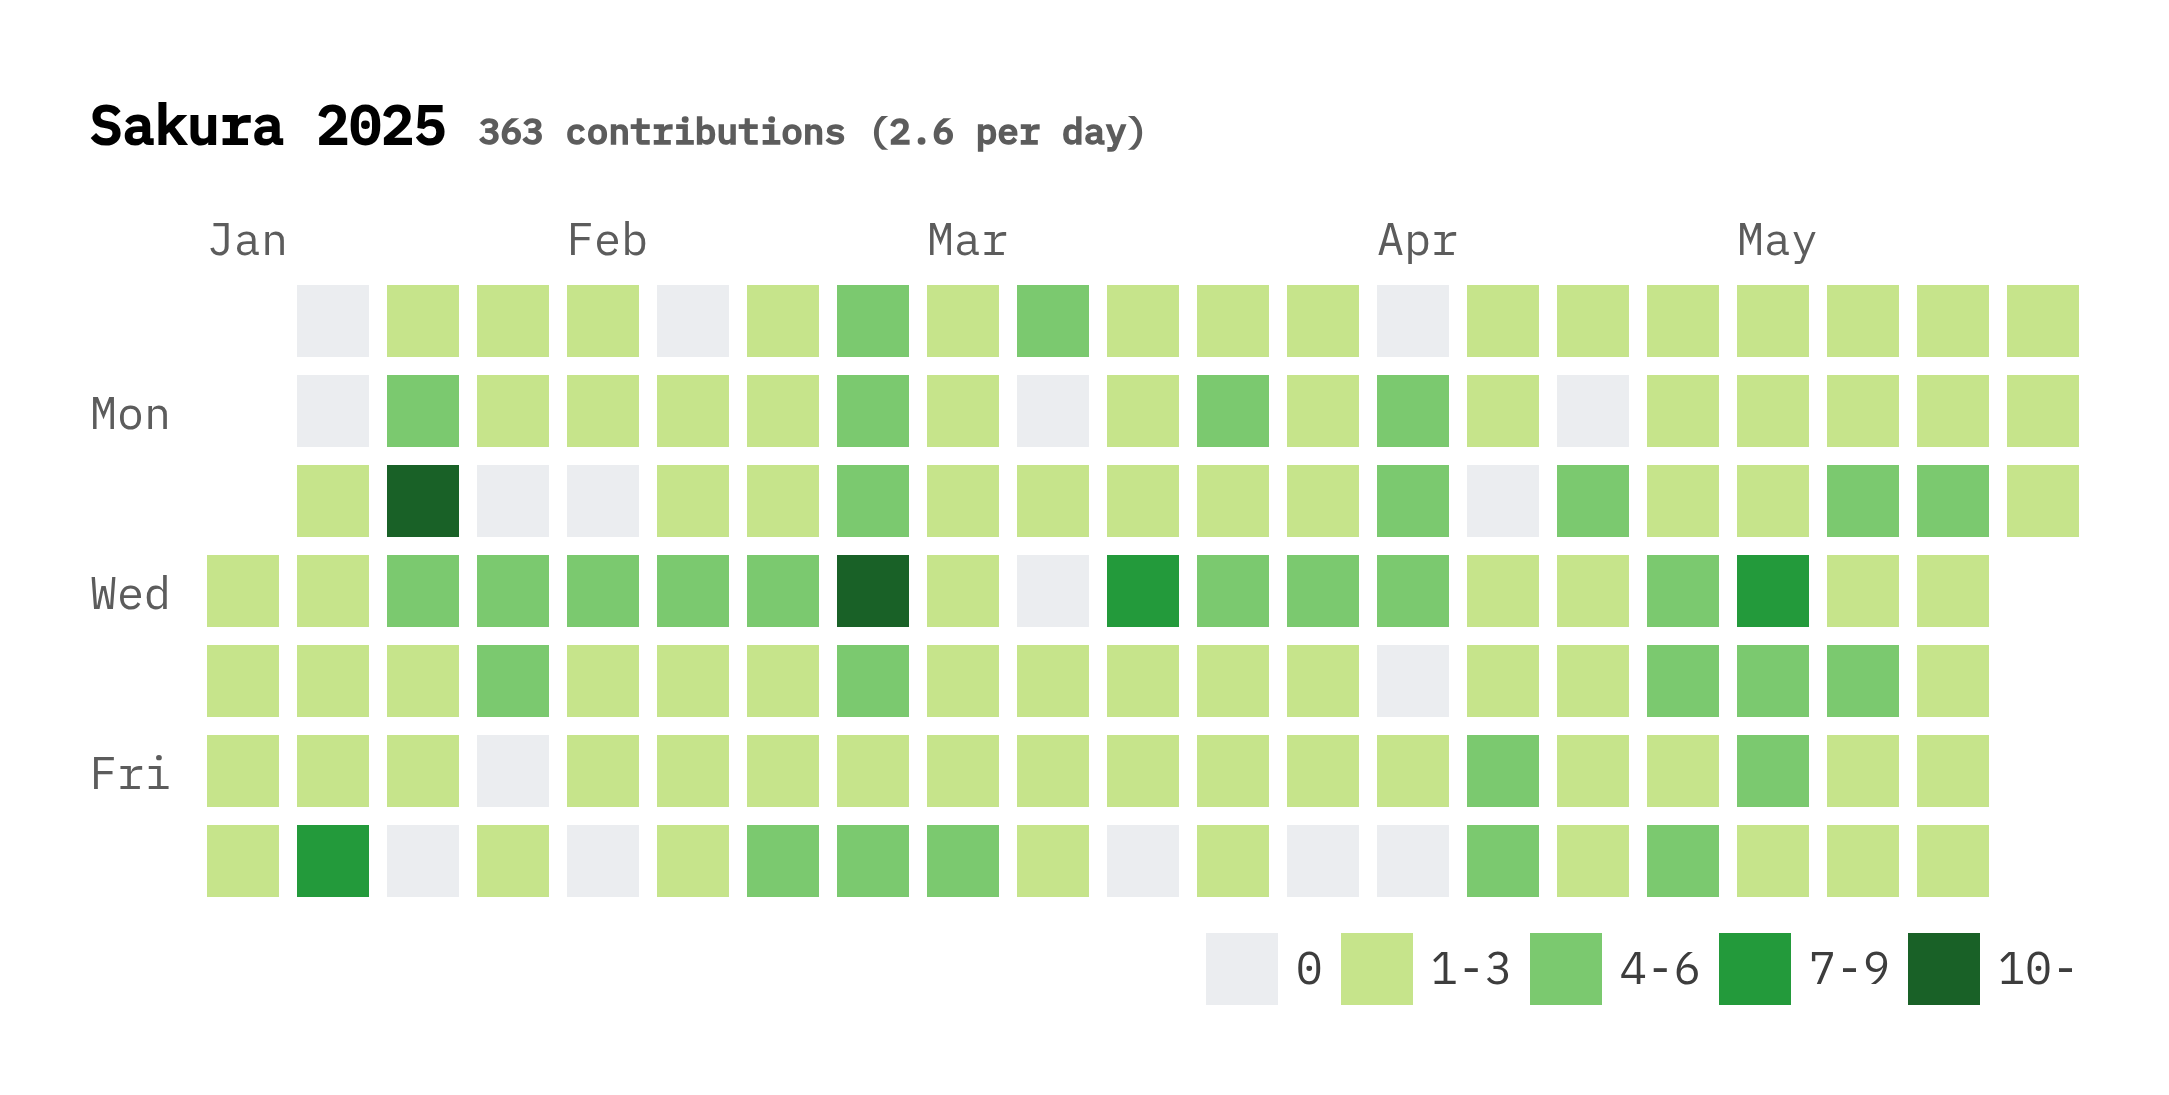 Sakura 2025 363 contributions (2.6 per day)
Jan Feb Mar Apr May
Mon
Wed
Fri
0 1-3 4-6 7-9 10-